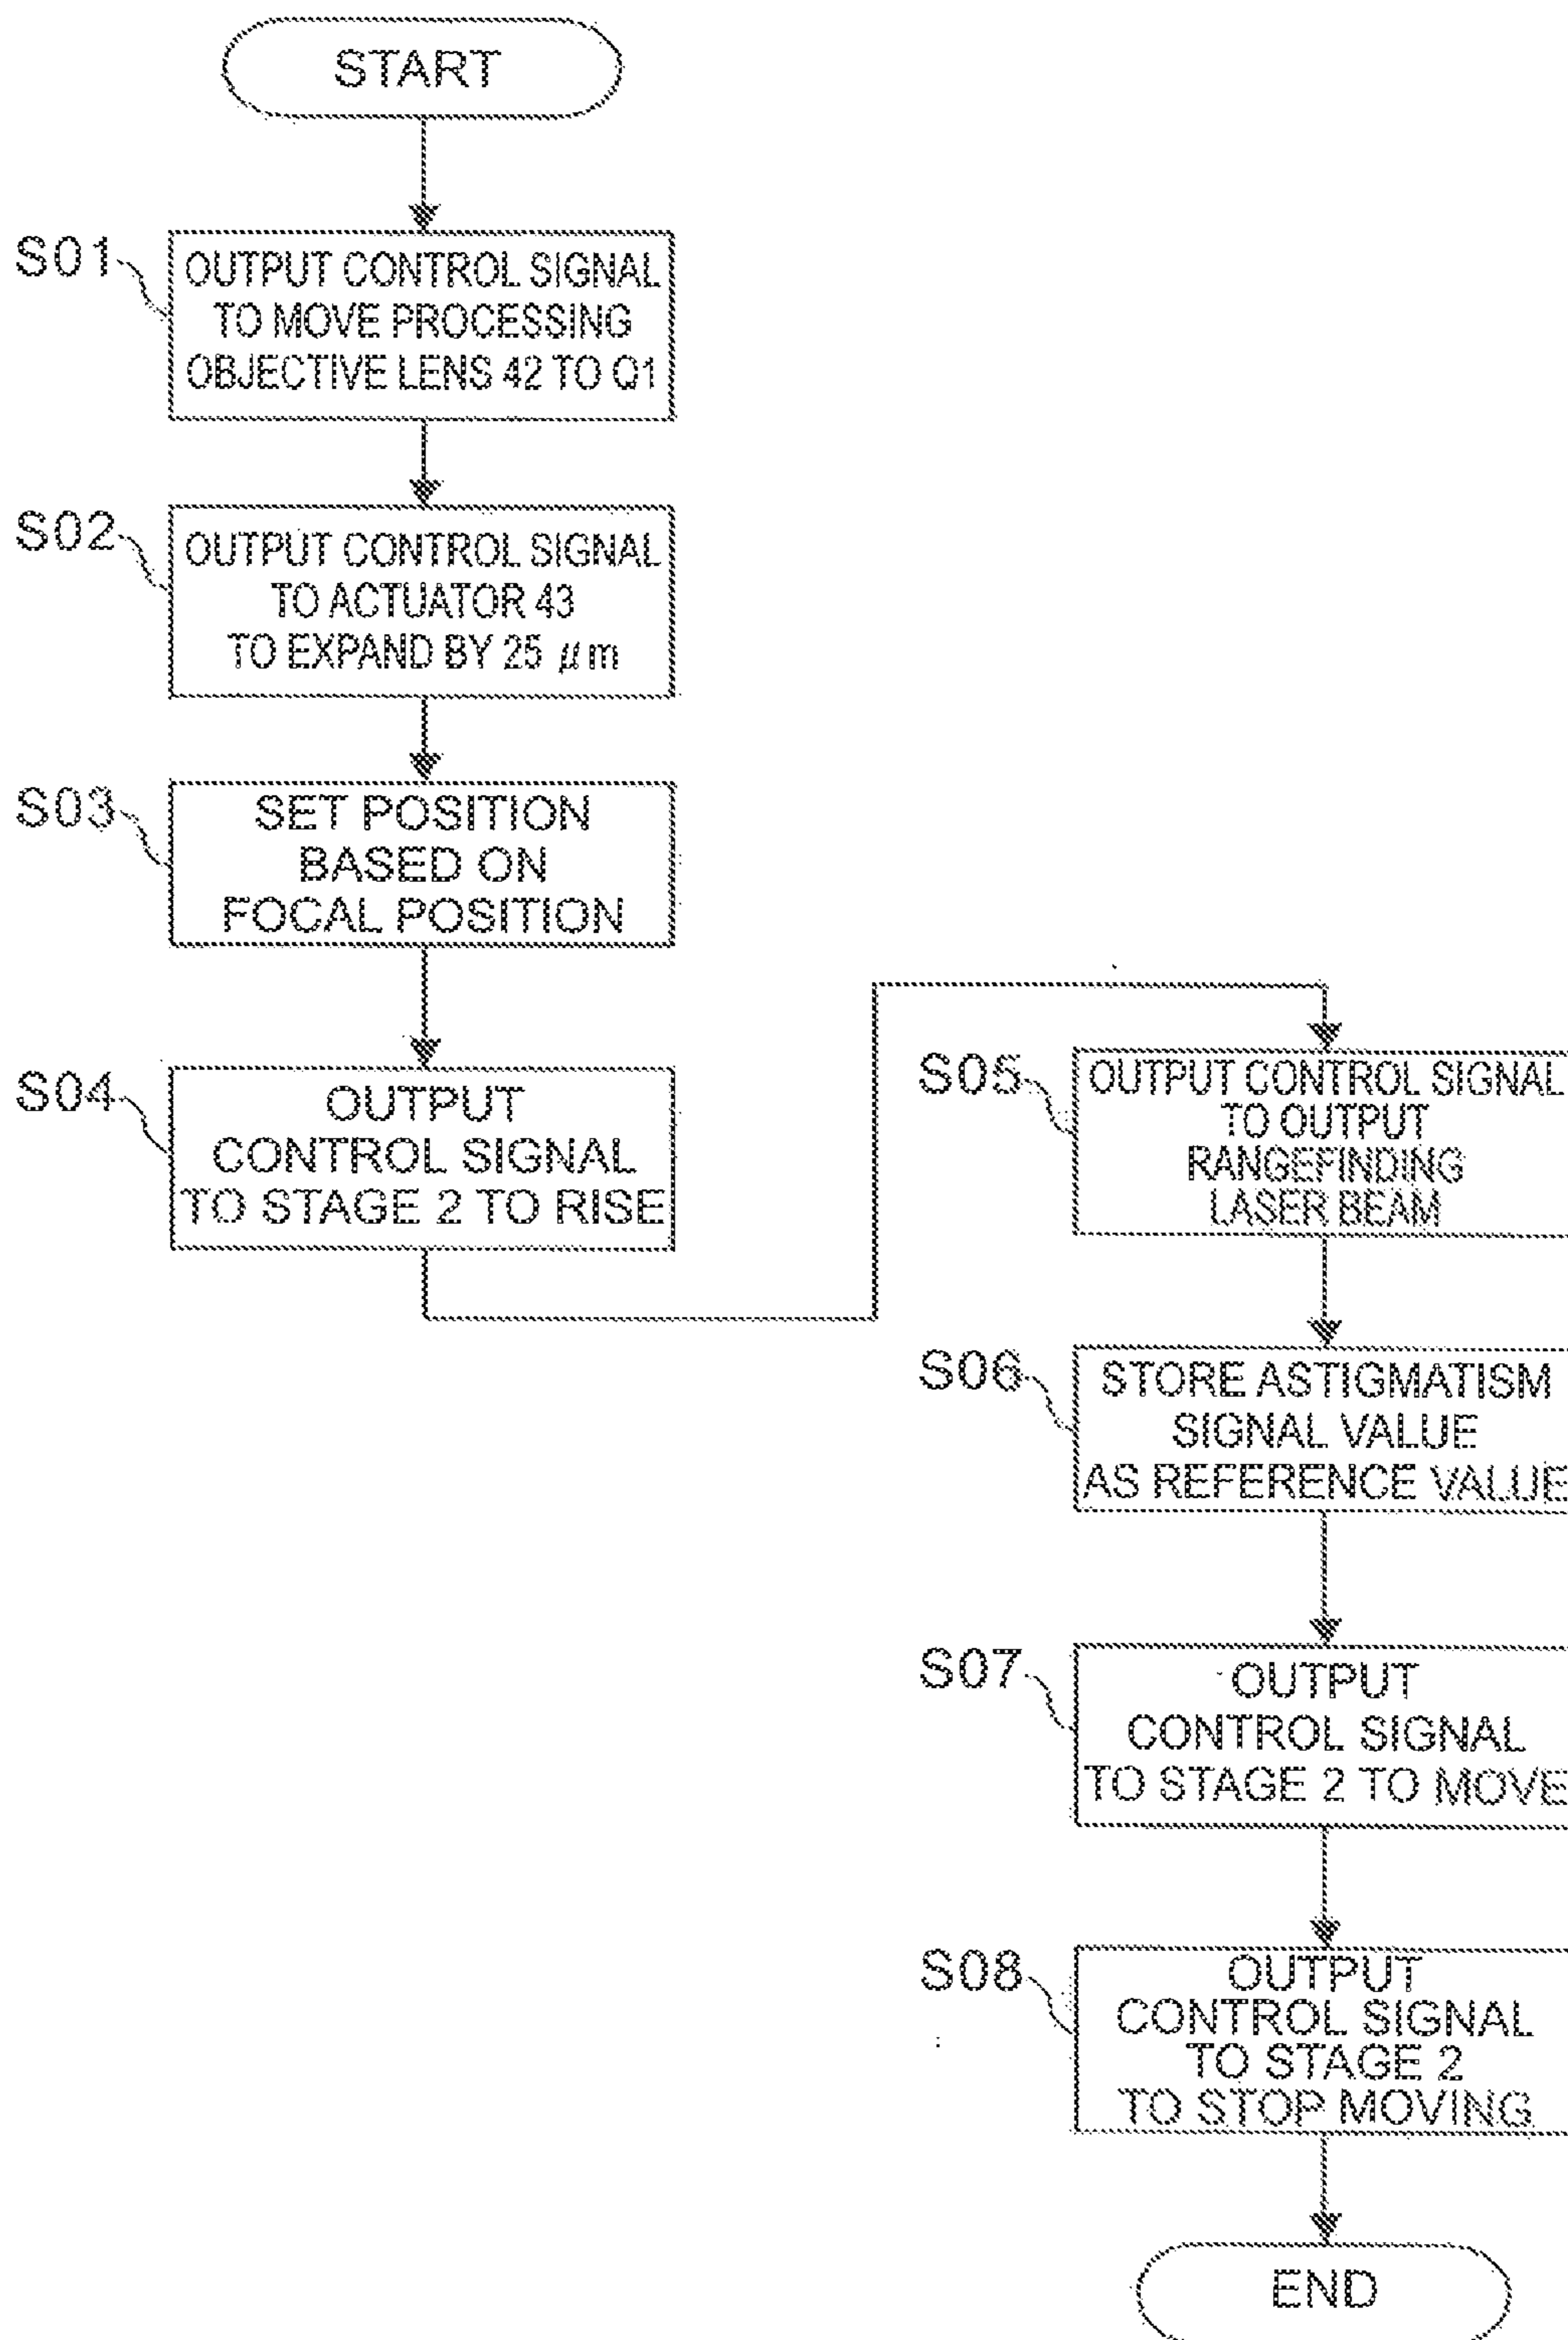 START
S01
OUTPUT CONTROL SIGNAL
TO MOVE PROCESSING
OBJECTIVE LENS 42 TO Q1
S02
OUTPUT CONTROL SIGNAL
TO ACTUATOR 43
TO EXPAND BY 25 μm
S03
SET POSITION
BASED ON
FOCAL POSITION
S04
OUTPUT
CONTROL SIGNAL
TO STAGE 2 TO RISE
S05
OUTPUT CONTROL SIGNAL
TO OUTPUT
RANGEFINDING
LASER BEAM
S06
STORE ASTIGMATISM
SIGNAL VALUE
AS REFERENCE VALUE
S07
OUTPUT
CONTROL SIGNAL
TO STAGE 2 TO MOVE
S08
OUTPUT
CONTROL SIGNAL
TO STAGE 2
TO STOP MOVING
END